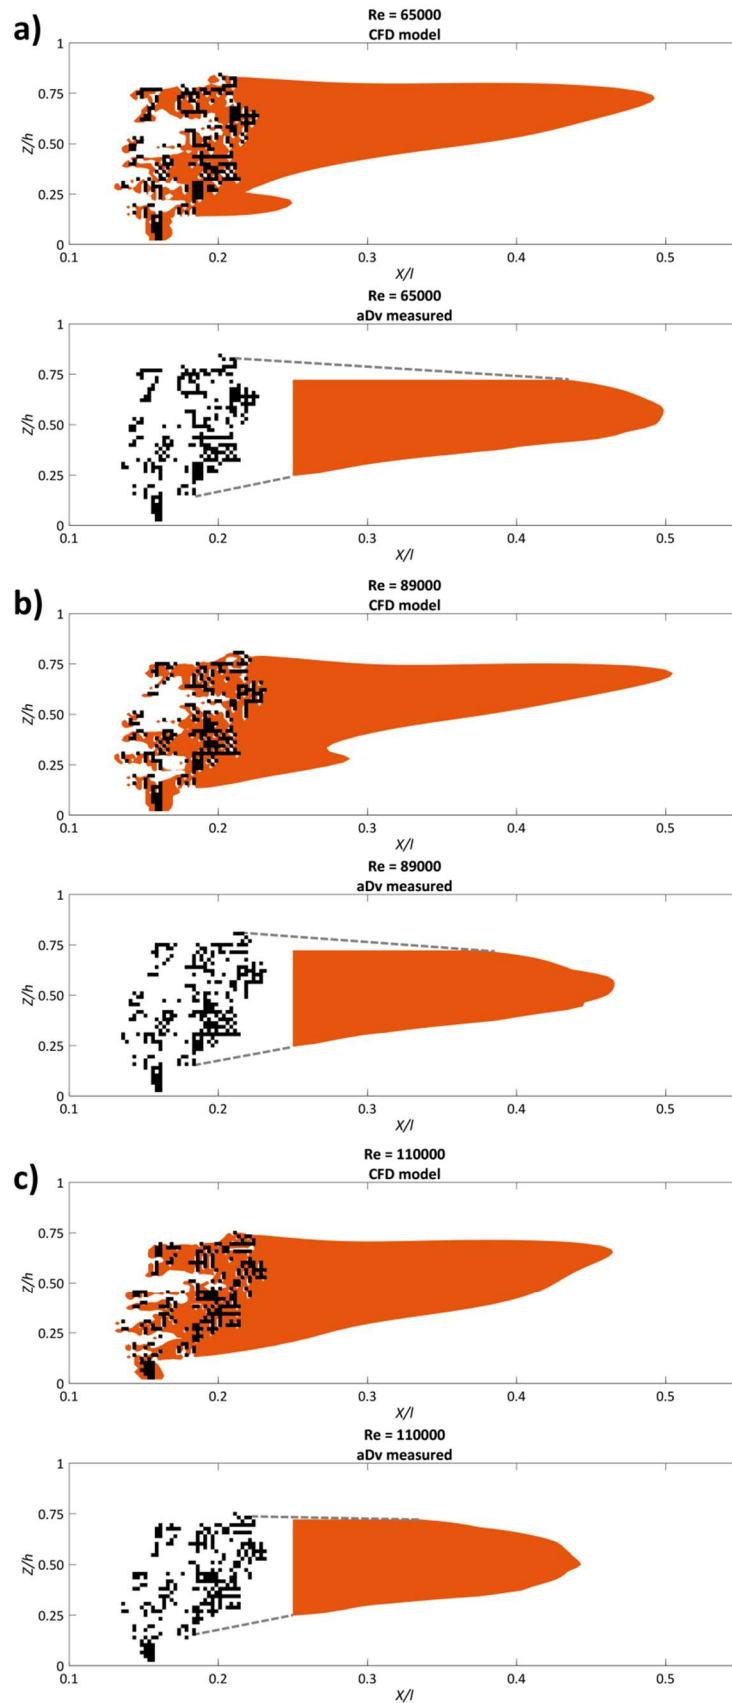 a)
Re = 65000
CFD model
1
0.75
0.50
0.25
0
Z/h
0.1
0.2
0.3
0.4
0.5
X/l
Re = 65000
aDv measured
1
0.75
0.50
0.25
0
Z/h
0.1
0.2
0.3
0.4
0.5
X/l
b)
Re = 89000
CFD model
1
0.75
0.50
0.25
0
Z/h
0.1
0.2
0.3
0.4
0.5
X/l
Re = 89000
aDv measured
1
0.75
0.50
0.25
0
Z/h
0.1
0.2
0.3
0.4
0.5
X/l
c)
Re = 110000
CFD model
1
0.75
0.50
0.25
0
Z/h
0.1
0.2
0.3
0.4
0.5
X/l
Re = 110000
aDv measured
1
0.75
0.50
0.25
0
Z/h
0.1
0.2
0.3
0.4
0.5
X/l